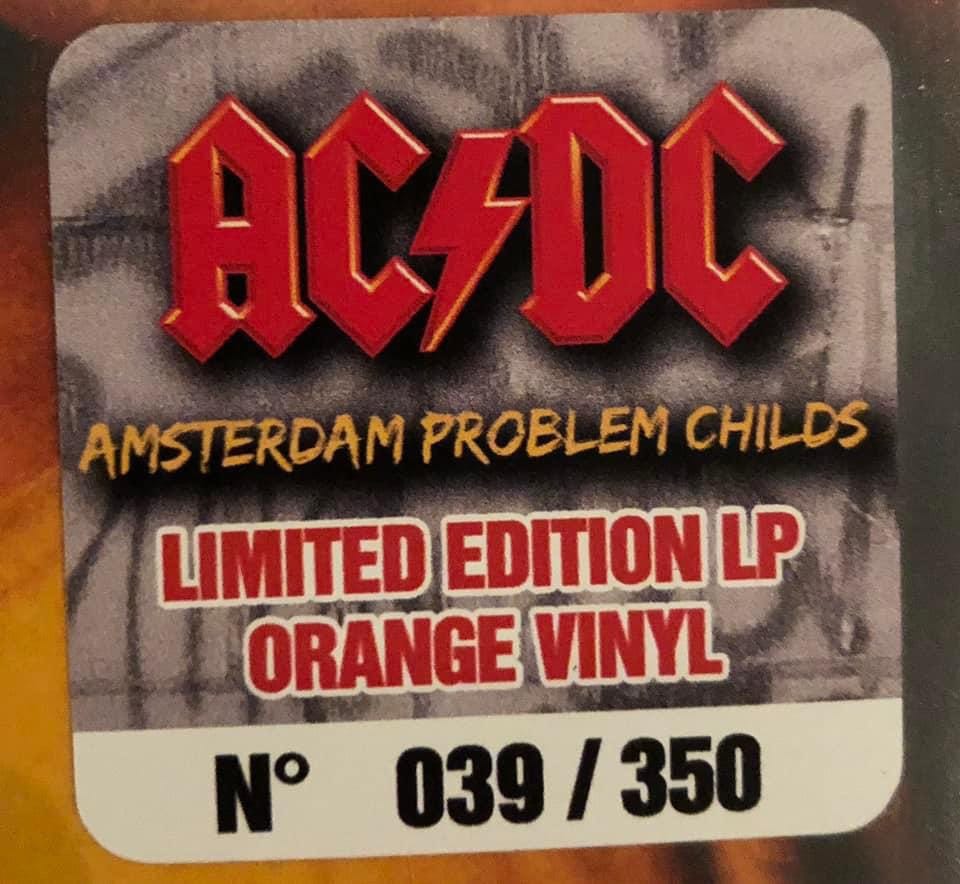 AC⚡DC
AMSTERDAM PROBLEM CHILDS
LIMITED EDITION LP
ORANGE VINYL
N° 039 / 350